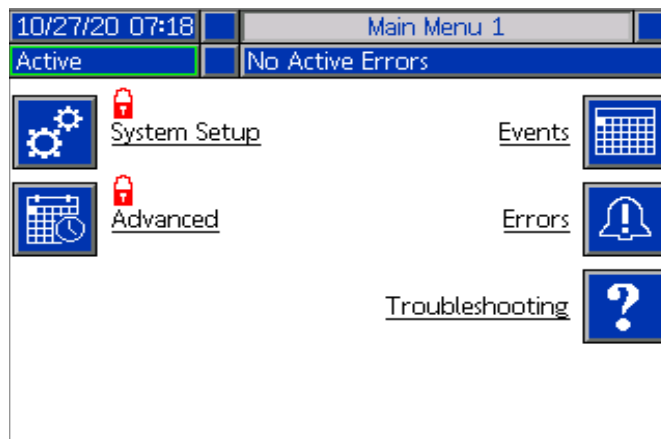 10/27/20 07:18 Main Menu 1
Active No Active Errors
System Setup Events
Advanced Errors
Troubleshooting